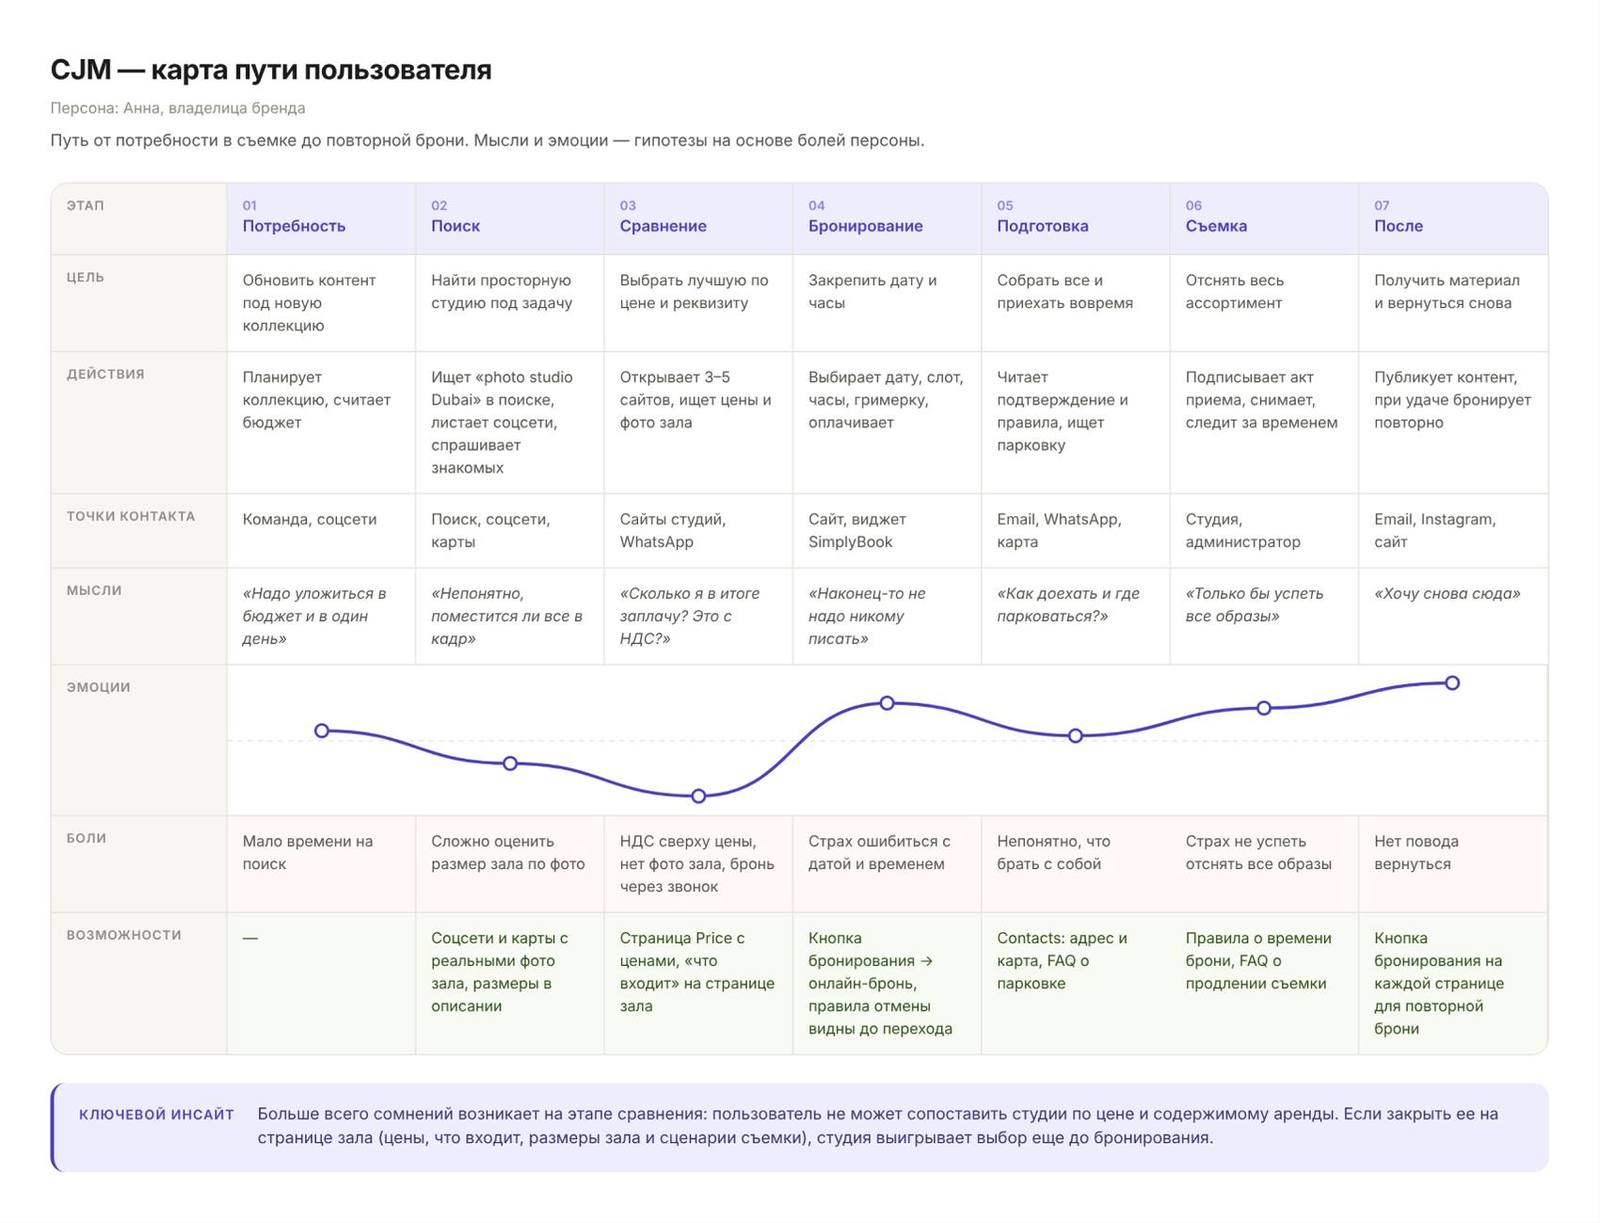 CJM — карта пути пользователя
Персона: Анна, владелица бренда
Путь от потребности в съемке до повторной брони. Мысли и эмоции — гипотезы на основе болей персоны.
ЭТАП
01
Потребность
02
Поиск
03
Сравнение
04
Бронирование
05
Подготовка
06
Съемка
07
После
ЦЕЛЬ
Обновить контент
под новую
коллекцию
Найти просторную
студию под задачу
Выбрать лучшую по
цене и реквизиту
Закрепить дату и
часы
Собрать все и
приехать вовремя
Отснять весь
ассортимент
Получить материал
и вернуться снова
ДЕЙСТВИЯ
Планирует
коллекцию, считает
бюджет
Ищет «photo studio
Dubai» в поиске,
листает соцсети,
спрашивает
знакомых
Открывает 3–5
сайтов, ищет цены и
фото зала
Выбирает дату, слот,
часы, гримерку,
оплачивает
Читает
подтверждение и
правила, ищет
парковку
Подписывает акт
приема, снимает,
следит за временем
Публикует контент,
при удаче бронирует
повторно
ТОЧКИ КОНТАКТА
Команда, соцсети
Поиск, соцсети,
карты
Сайты студий,
WhatsApp
Сайт, виджет
SimplyBook
Email, WhatsApp,
карта
Студия,
администратор
Email, Instagram,
сайт
МЫСЛИ
«Надо уложиться в
бюджет и в один
день»
«Непонятно,
поместится ли все в
кадр»
«Сколько я в итоге
заплачу? Это с
НДС?»
«Наконец-то не
надо никому
писать»
«Как доехать и где
парковаться?»
«Только бы успеть
все образы»
«Хочу снова сюда»
ЭМОЦИИ
БОЛИ
Мало времени на
поиск
Сложно оценить
размер зала по фото
НДС сверху цены,
нет фото зала, бронь
через звонок
Страх ошибиться с
датой и временем
Непонятно, что
брать с собой
Страх не успеть
отснять все образы
Нет повода
вернуться
ВОЗМОЖНОСТИ
—
Соцсети и карты с
реальными фото
зала, размеры в
описании
Страница Price с
ценами, «что
входит» на странице
зала
Кнопка
бронирования →
онлайн-бронь,
правила отмены
видны до перехода
Contacts: адрес и
карта, FAQ о
парковке
Правила о времени
брони, FAQ о
продлении съемки
Кнопка
бронирования на
каждой странице
для повторной
брони
КЛЮЧЕВОЙ ИНСАЙТ
Больше всего сомнений возникает на этапе сравнения: пользователь не может сопоставить студии по цене и содержимому аренды. Если закрыть ее на
странице зала (цены, что входит, размеры зала и сценарии съемки), студия выигрывает выбор еще до бронирования.